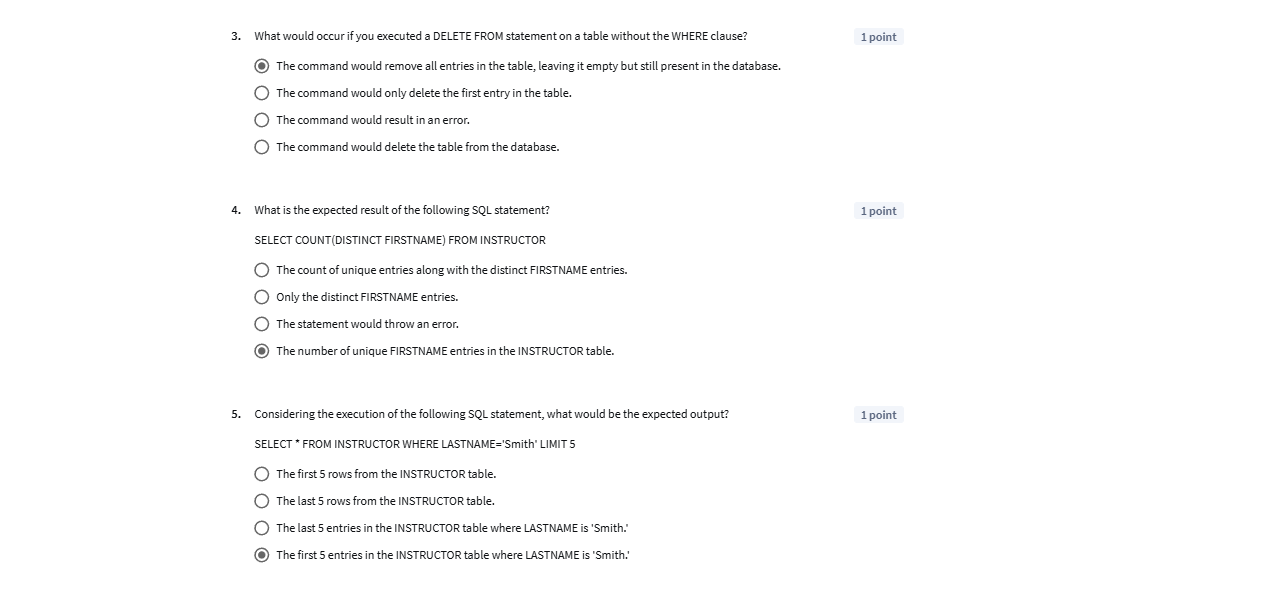 3. What would occur if you executed a DELETE FROM statement on a table without the WHERE clause? 1 point
The command would remove all entries in the table, leaving it empty but still present in the database.
The command would only delete the first entry in the table.
The command would result in an error.
The command would delete the table from the database.
4. What is the expected result of the following SQL statement? 1 point
SELECT COUNT(DISTINCT FIRSTNAME) FROM INSTRUCTOR
The count of unique entries along with the distinct FIRSTNAME entries.
Only the distinct FIRSTNAME entries.
The statement would throw an error.
The number of unique FIRSTNAME entries in the INSTRUCTOR table.
5. Considering the execution of the following SQL statement, what would be the expected output? 1 point
SELECT * FROM INSTRUCTOR WHERE LASTNAME='Smith' LIMIT 5
The first 5 rows from the INSTRUCTOR table.
The last 5 rows from the INSTRUCTOR table.
The last 5 entries in the INSTRUCTOR table where LASTNAME is 'Smith.'
The first 5 entries in the INSTRUCTOR table where LASTNAME is 'Smith.'